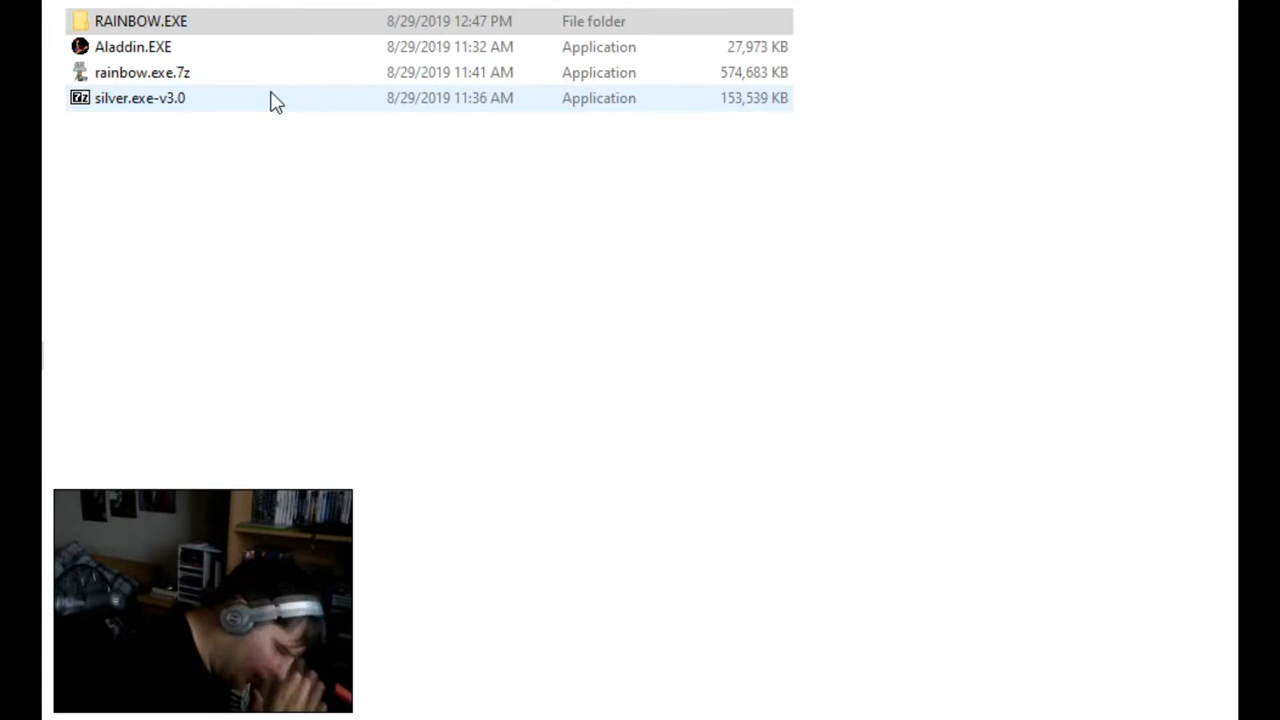 RAINBOW.EXE 8/29/2019 12:47 PM File folder
Aladdin.EXE 8/29/2019 11:32 AM Application 27,973 KB
rainbow.exe.7z 8/29/2019 11:41 AM Application 574,683 KB
7z silver.exe-v3.0 8/29/2019 11:36 AM Application 153,539 KB